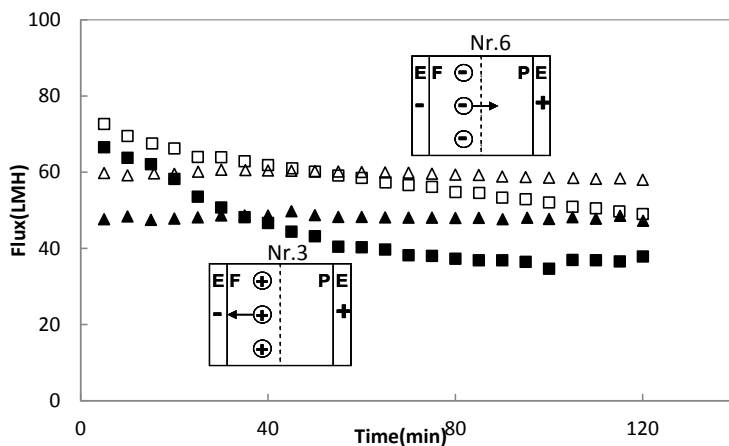 Flux(LMH)
100
80
60
40
20
0
Nr.6
E F P E
- - +
-
-
Nr.3
E F + P E
- + +
+
0 40 80 120
Time(min)